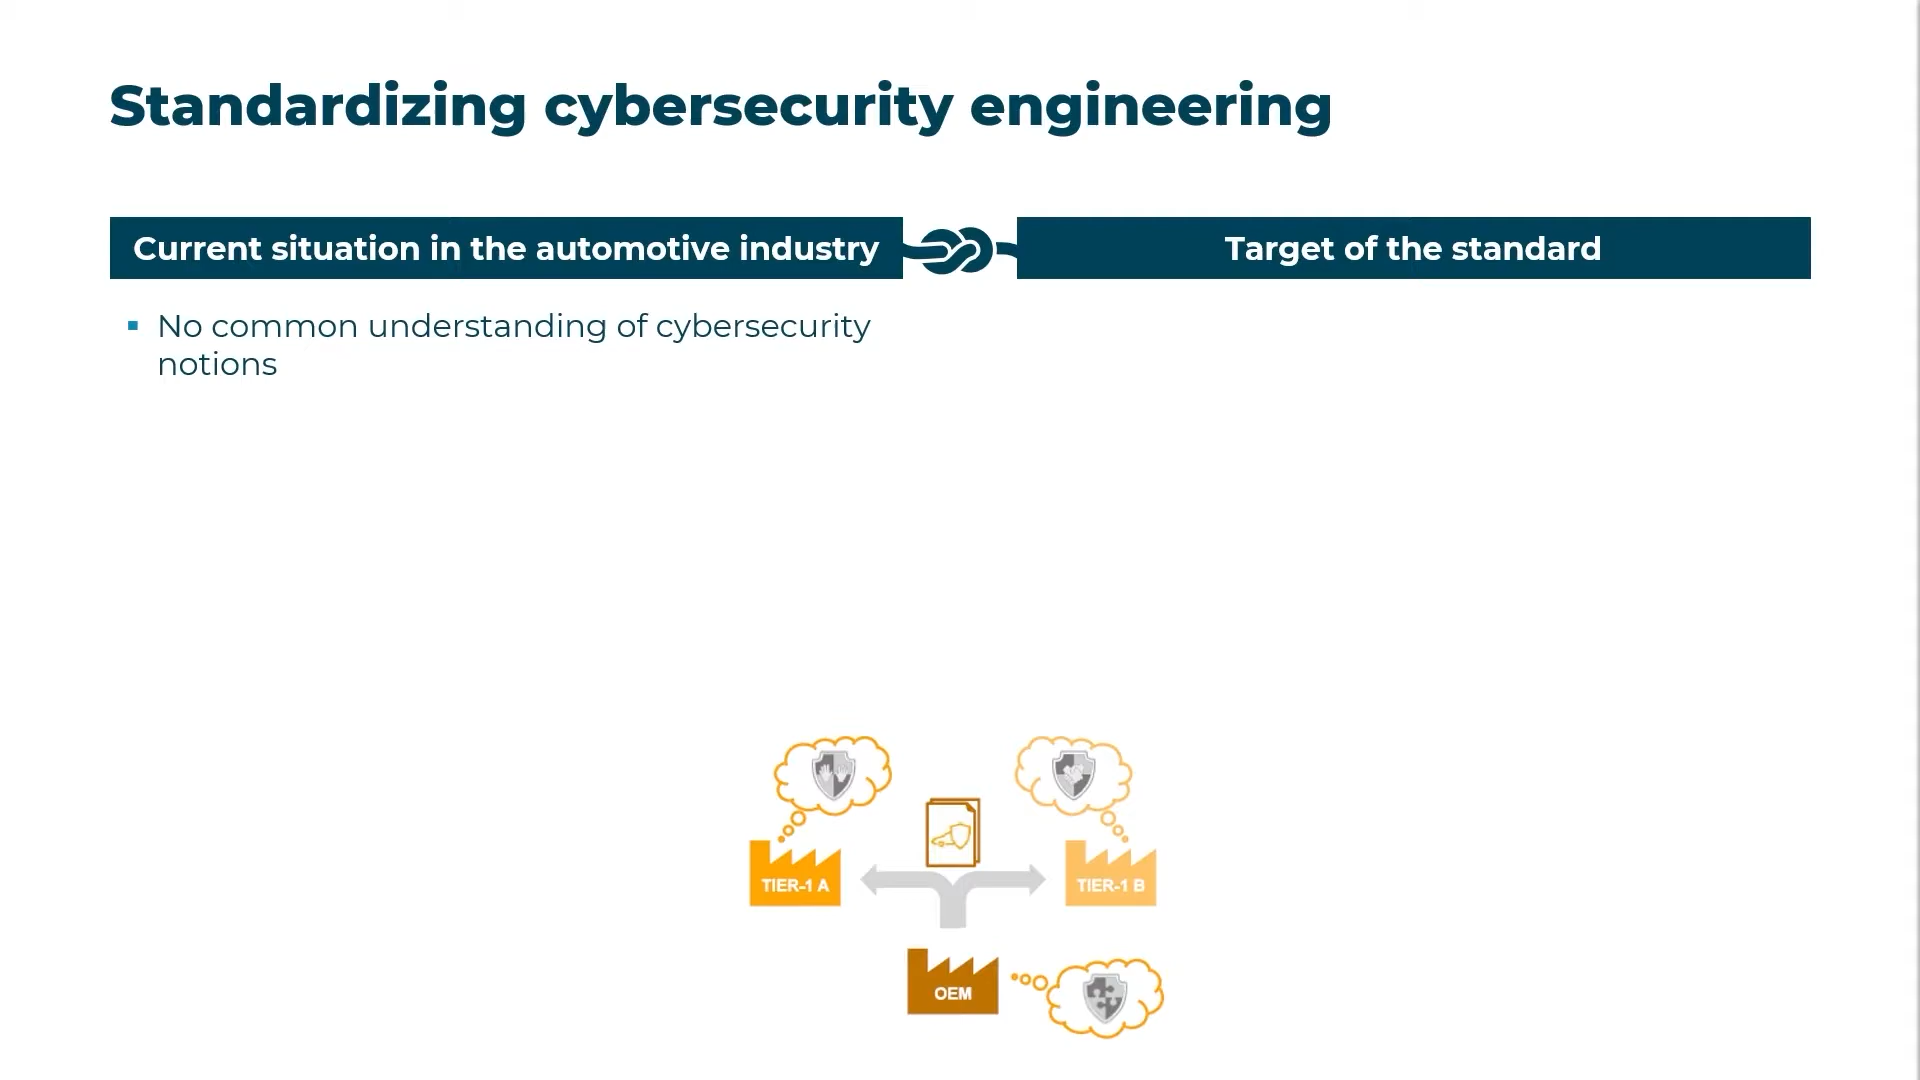 Standardizing cybersecurity engineering
Current situation in the automotive industry
Target of the standard
No common understanding of cybersecurity
notions
TIER-1 A
TIER-1 B
OEM